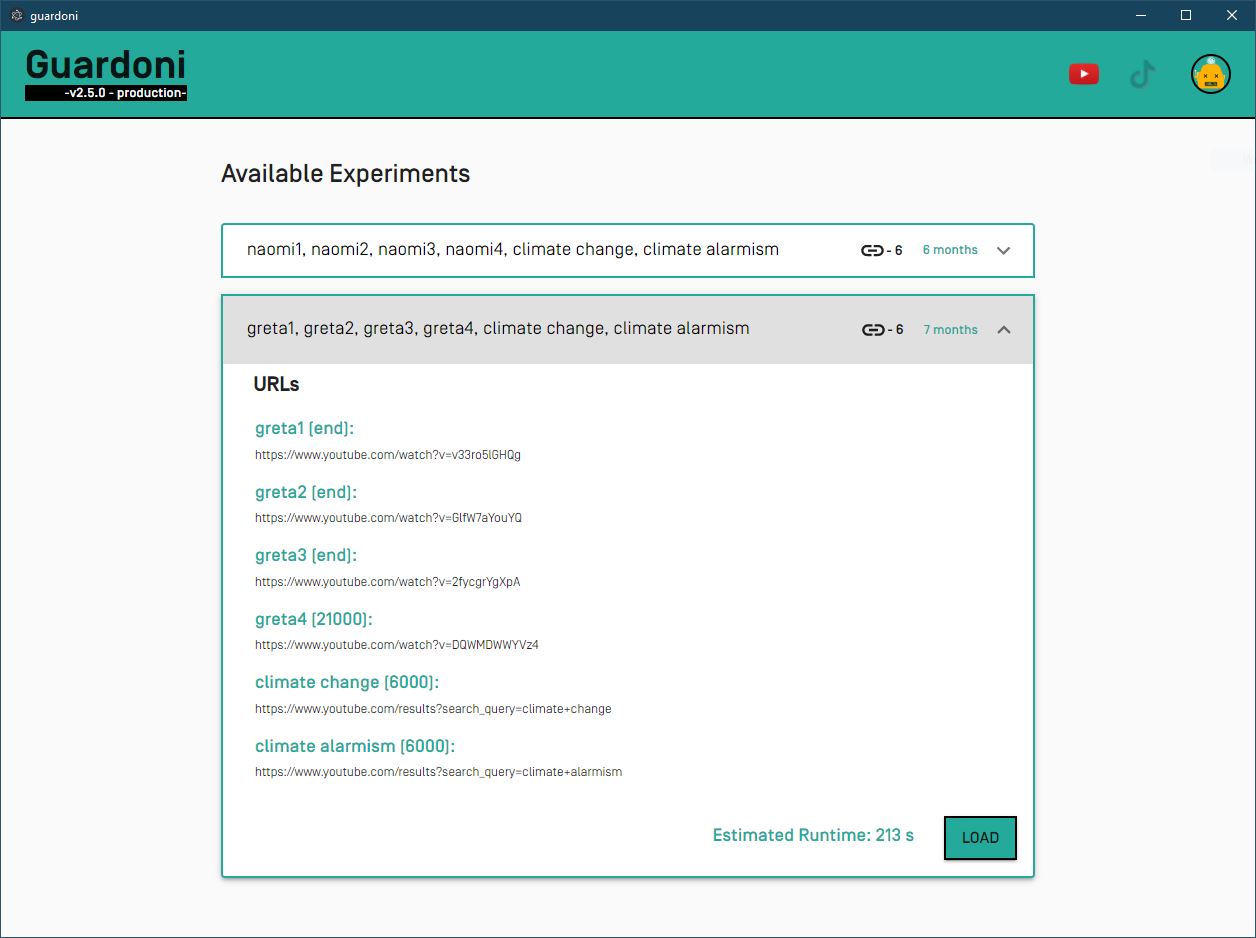 guardoni
Guardoni
-v2.5.0 - production-
Available Experiments
naomi1, naomi2, naomi3, naomi4, climate change, climate alarmism - 6 6 months
greta1, greta2, greta3, greta4, climate change, climate alarmism - 6 7 months
URLs
greta1 [end]:
https://www.youtube.com/watch?v=v33ro5lGHQg
greta2 [end]:
https://www.youtube.com/watch?v=GlfW7aYouYQ
greta3 [end]:
https://www.youtube.com/watch?v=2fycgrYgXpA
greta4 [21000]:
https://www.youtube.com/watch?v=DQWMDWWYVz4
climate change [6000]:
https://www.youtube.com/results?search_query=climate+change
climate alarmism [6000]:
https://www.youtube.com/results?search_query=climate+alarmism
Estimated Runtime: 213 s
LOAD